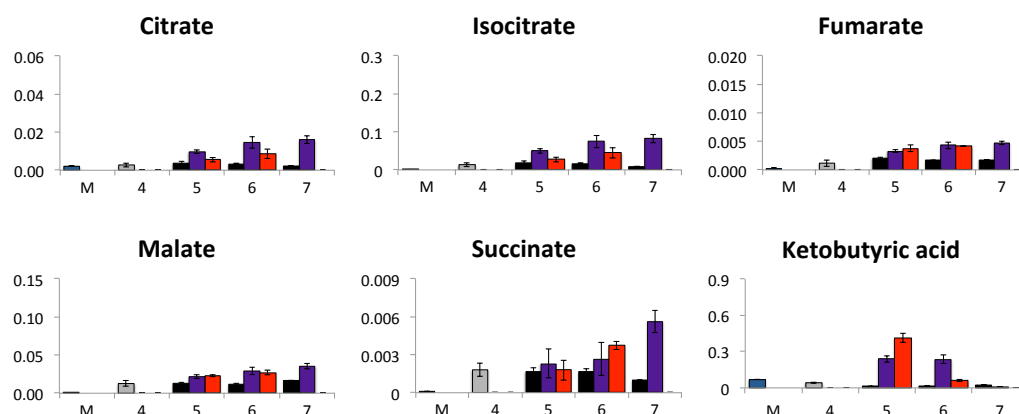 Citrate
0.06
0.04
0.02
0.00
M 4 5 6 7
Isocitrate
0.3
0.2
0.1
0
M 4 5 6 7
Fumarate
0.020
0.015
0.010
0.005
0.000
M 4 5 6 7
Malate
0.15
0.10
0.05
0.00
M 4 5 6 7
Succinate
0.009
0.006
0.003
0
M 4 5 6 7
Ketobutyric acid
0.9
0.6
0.3
0
M 4 5 6 7